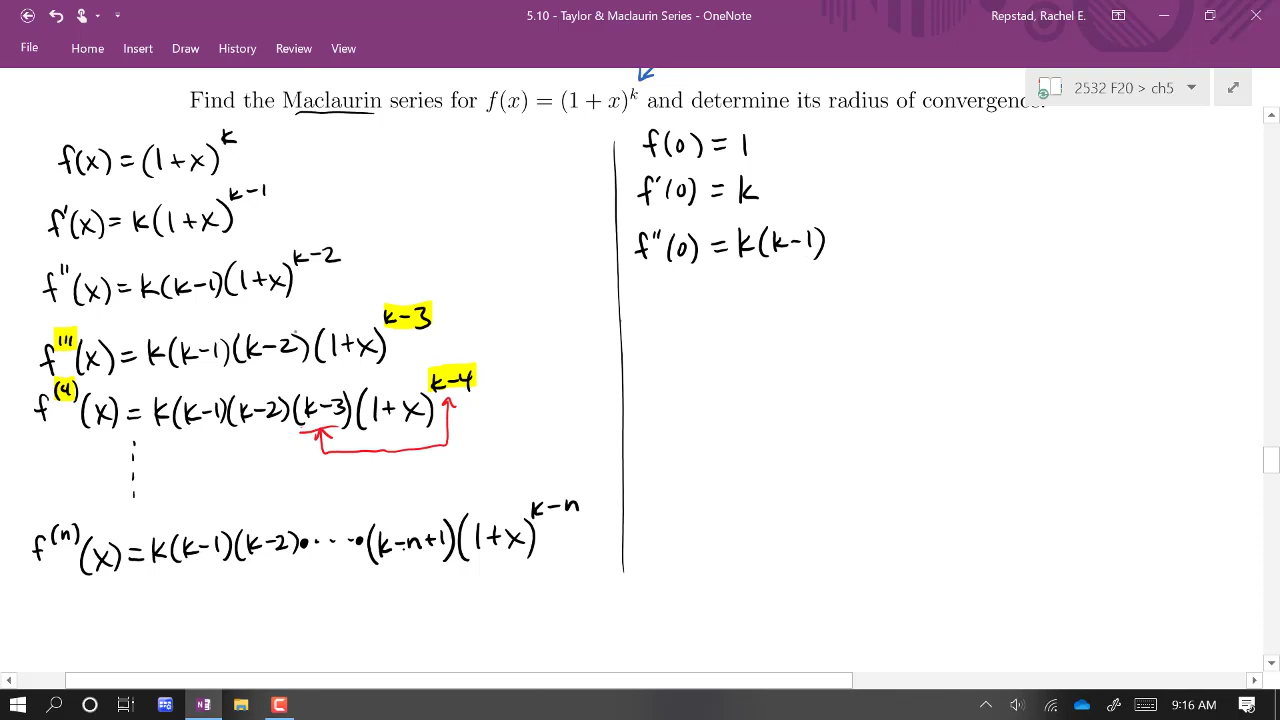 5.10 - Taylor & Maclaurin Series - OneNote
Repstad, Rachel E.
File Home Insert Draw History Review View
2532 F20 > ch5
Find the Maclaurin series for f(x) = (1 + x)^k and determine its radius of convergence.
f(x) = (1+x)^k
f'(x) = k(1+x)^{k-1}
f''(x) = k(k-1)(1+x)^{k-2}
f'''(x) = k(k-1)(k-2)(1+x)^{k-3}
f^{(4)}(x) = k(k-1)(k-2)(k-3)(1+x)^{k-4}
f^{(n)}(x) = k(k-1)(k-2)•···•(k-n+1)(1+x)^{k-n}
f(0) = 1
f'(0) = k
f''(0) = k(k-1)
9:16 AM